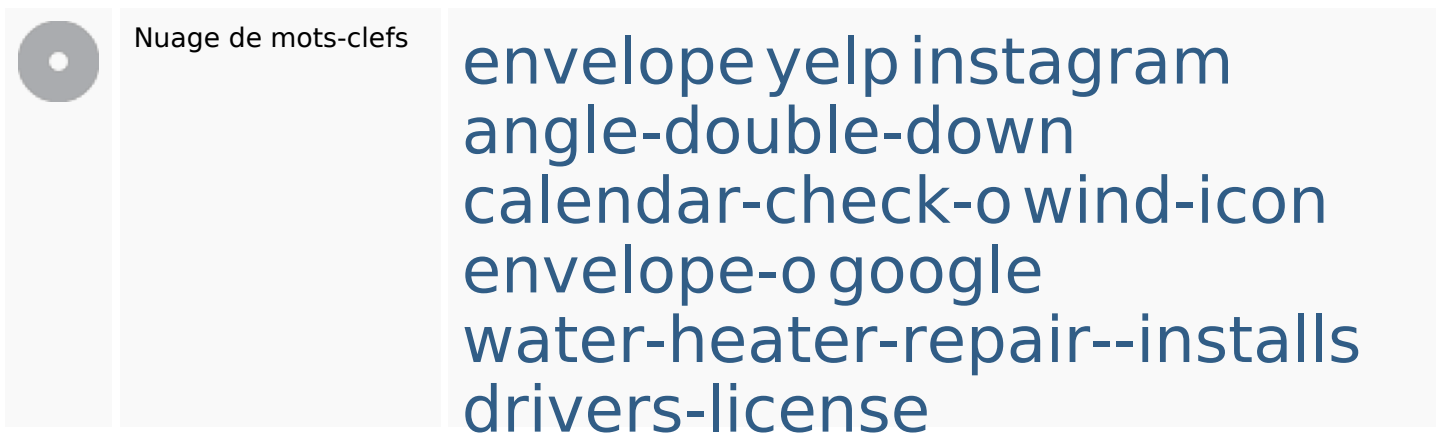 Nuage de mots-clefs
envelope yelp instagram
angle-double-down
calendar-check-o wind-icon
envelope-o google
water-heater-repair--installs
drivers-license